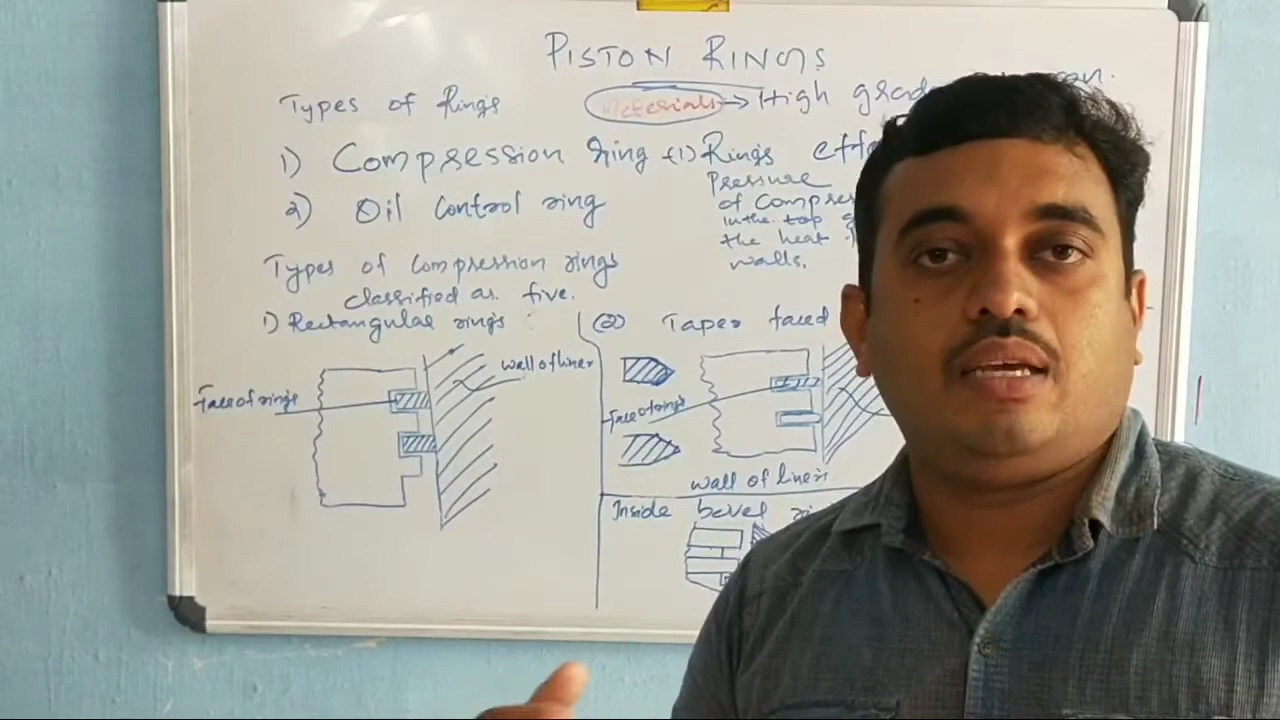 PISTON RINGS
Types of Rings
Materials → High grade
1) Compression ring
(1) Rings
Pressure
of Compres
in the top
the heat
walls.
2) Oil Control ring
Types of Compression rings
classified as five.
1) Rectangular rings
Face of rings
wall of liner
(2) Taper faced
Face of rings
wall of liner
Inside bevel